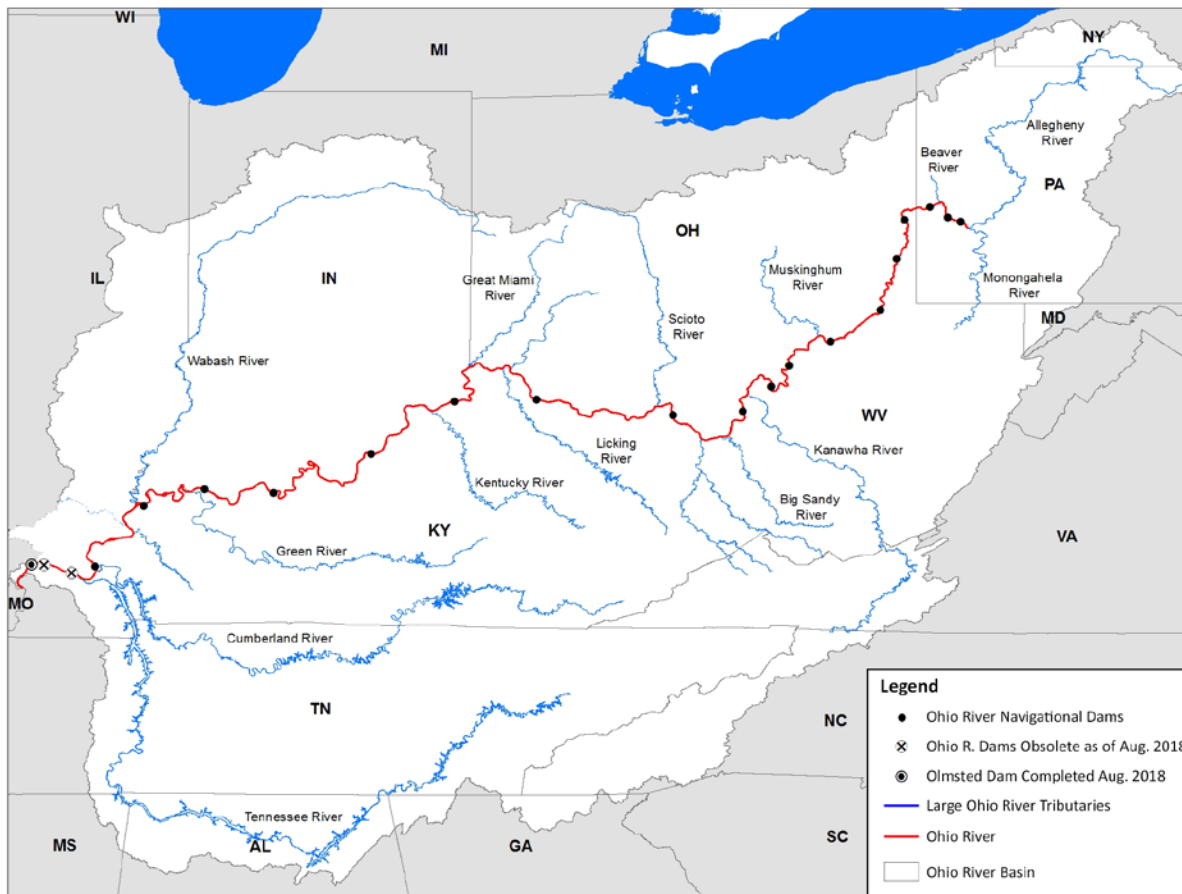 WI
MI
NY
Allegheny
River
Beaver
River
PA
OH
IN
IL
Great Miami
River
Muskinghum
River
Monongahela
River
MD
Scioto
River
Wabash River
WV
Kanawha River
Licking
River
Kentucky River
Big Sandy
River
KY
VA
Green River
MO
Cumberland River
TN
NC
Tennessee River
MS
AL
GA
SC
Legend
Ohio River Navigational Dams
Ohio R. Dams Obsolete as of Aug. 2018
Olmsted Dam Completed Aug. 2018
Large Ohio River Tributaries
Ohio River
Ohio River Basin